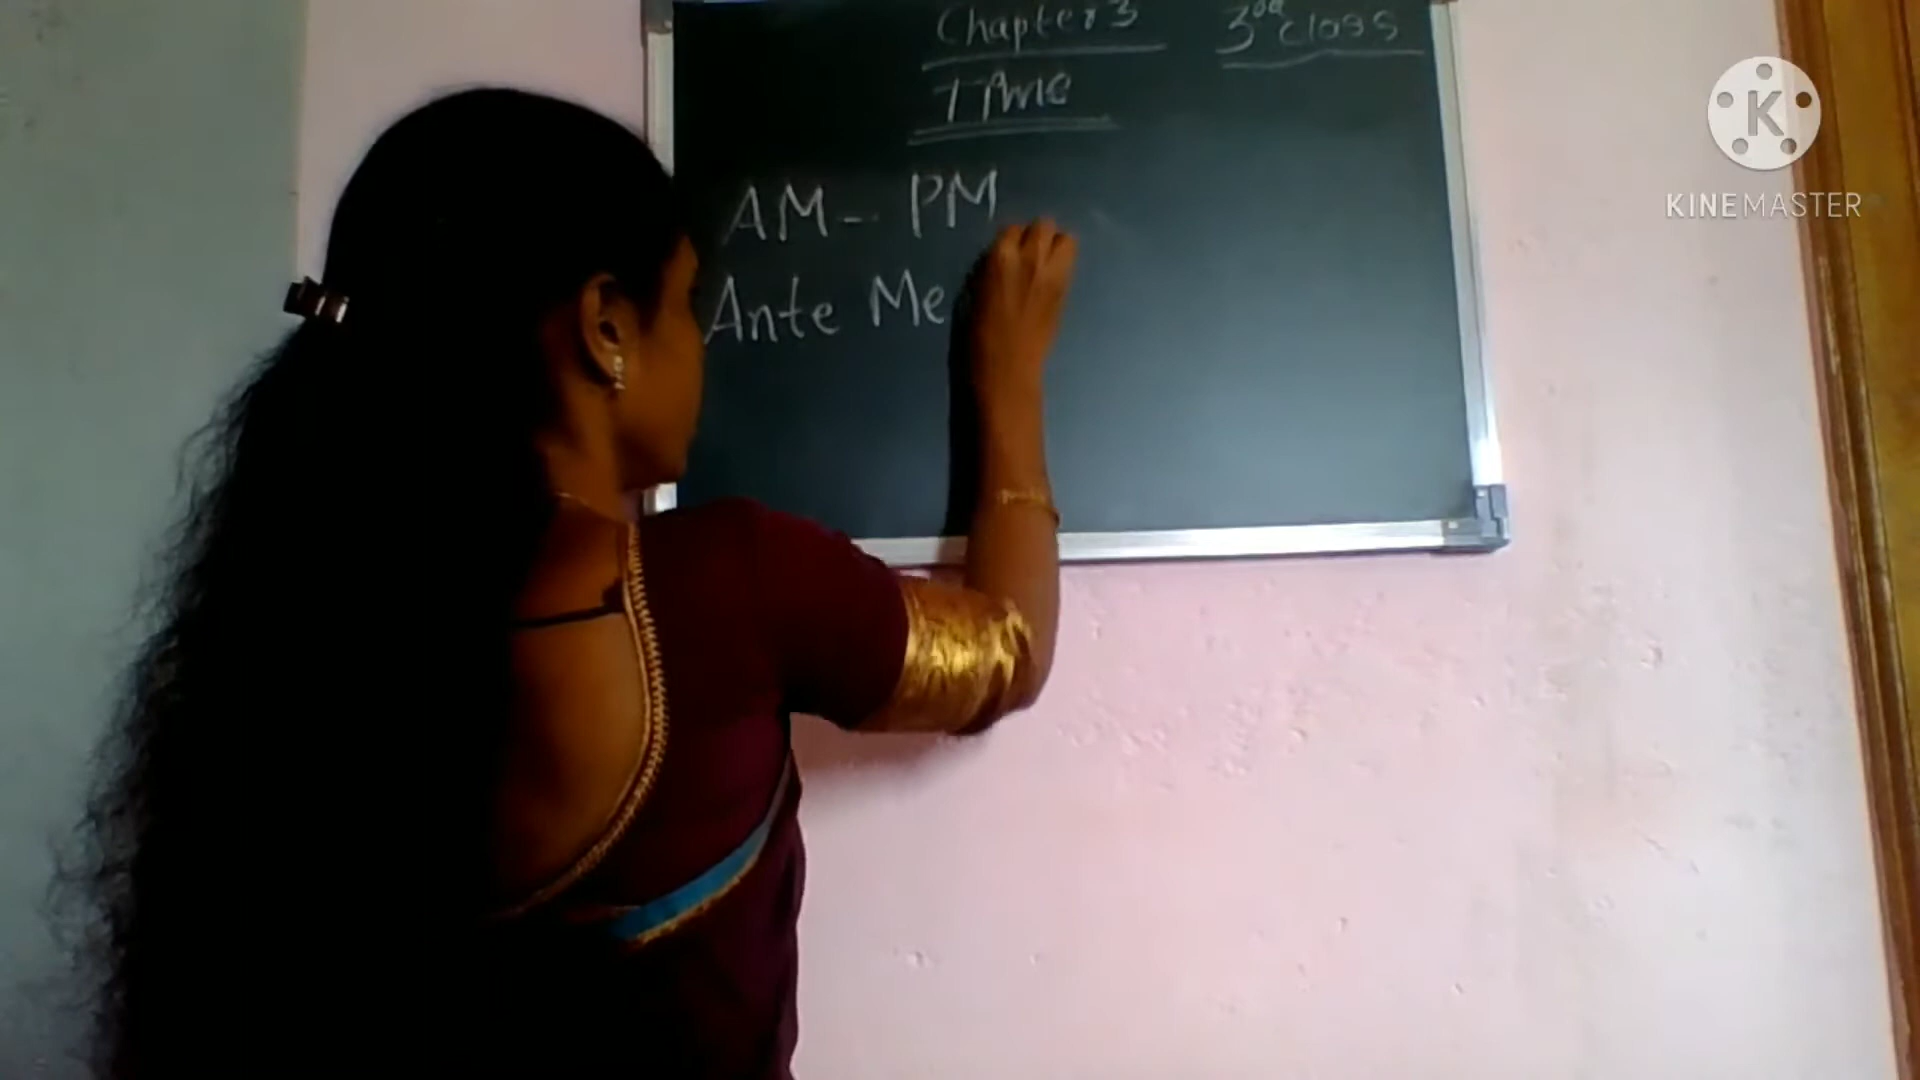 Chapter 3 3rd class
Time
AM - PM
Ante Me
K
KINEMASTER